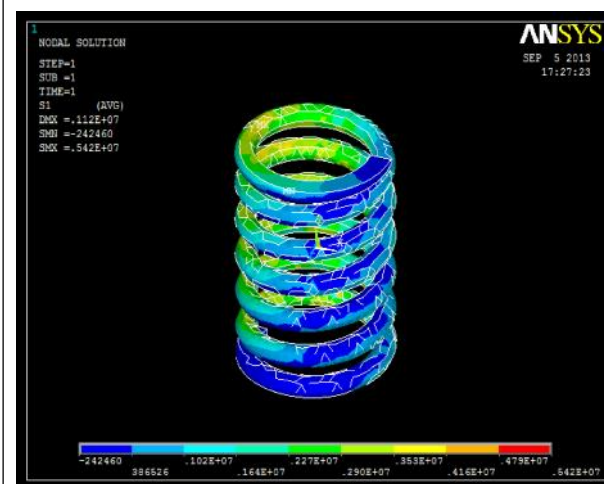 1
NODAL SOLUTION
STEP=1
SUB =1
TIME=1
S1 (AVG)
DMX =.112E+07
SMN =-242460
SMX =.542E+07
ANSYS
SEP 5 2013
17:27:23
MX
MN
-242460 .102E+07 .227E+07 .353E+07 .479E+07
386526 .164E+07 .290E+07 .416E+07 .542E+07